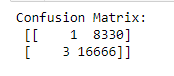 Confusion Matrix:
[[    1  8330]
[    3 16666]]